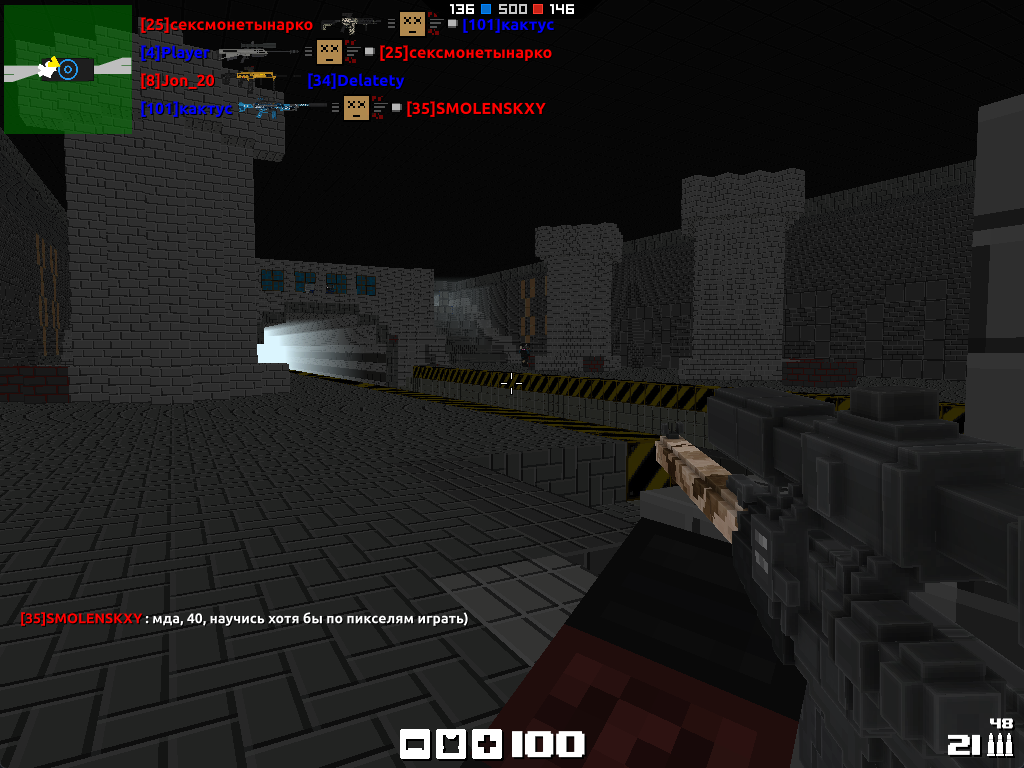 136 500 146
[25]сексмонетынарко [101]кактус
[4]Player [25]сексмонетынарко
[8]Jon_20 [34]Delatety
[101]кактус [35]SMOLENSKXY
[35]SMOLENSKXY : мда, 40, научись хотя бы по пикселям играть)
100
48
21